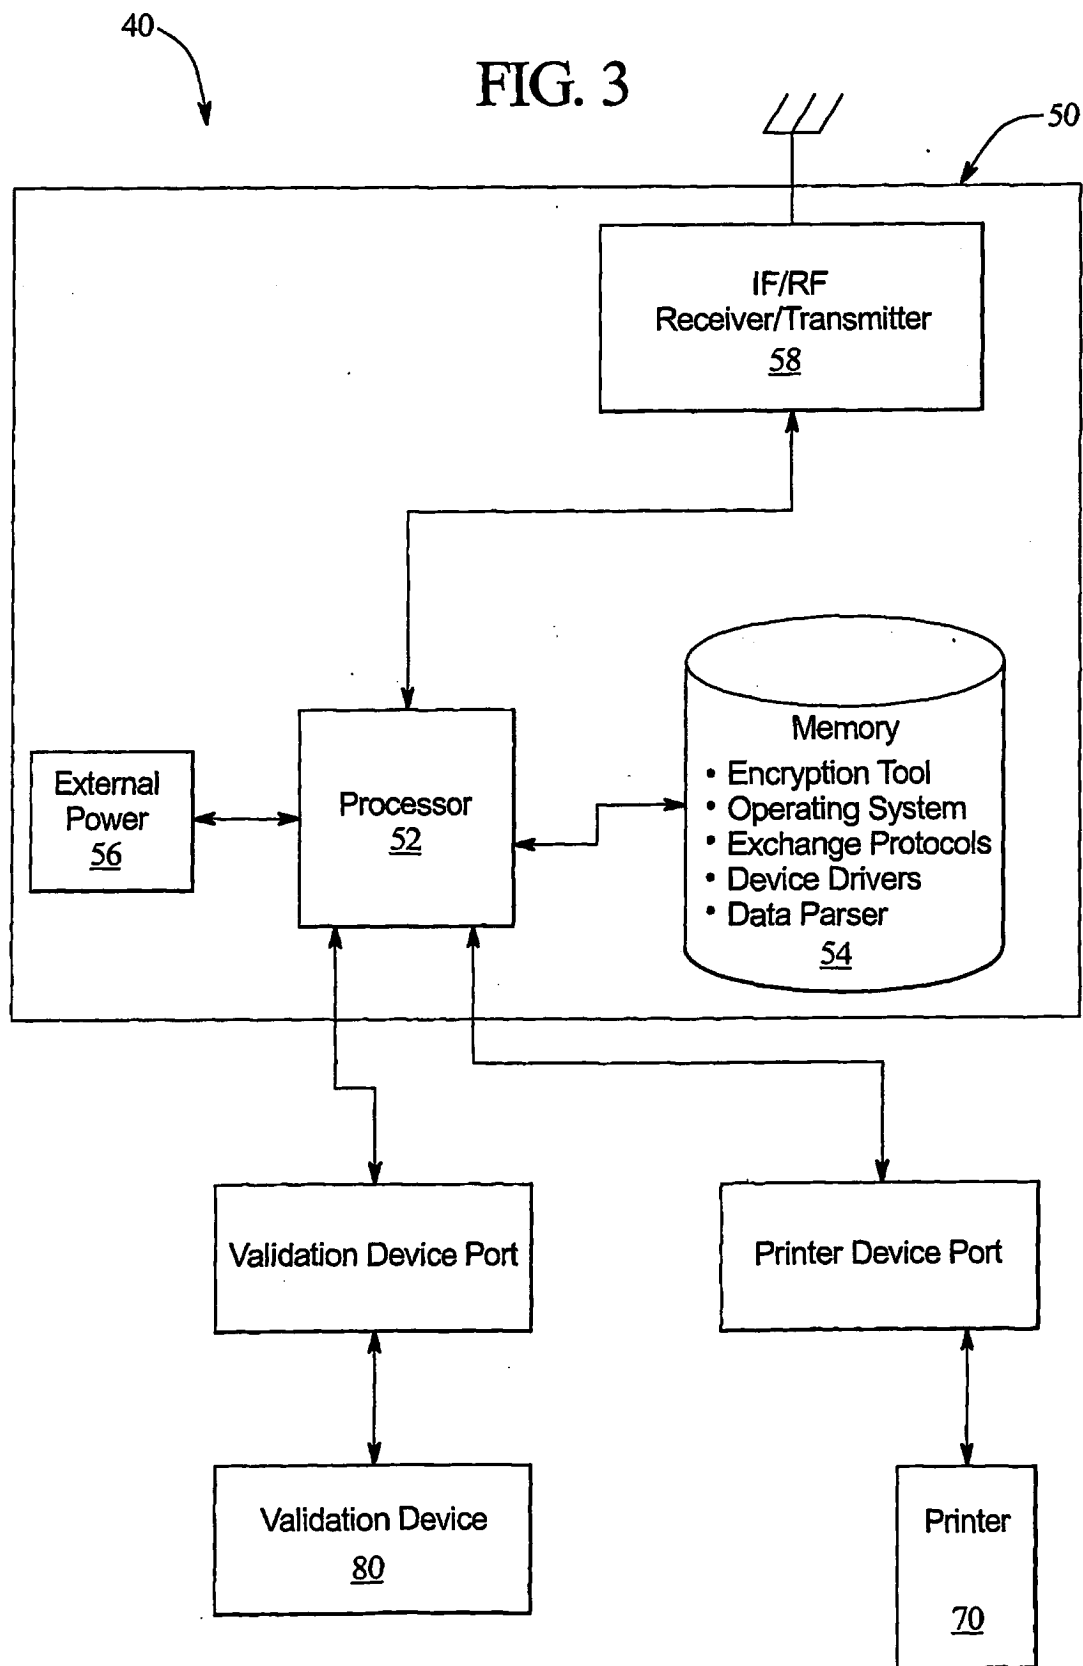 40
FIG. 3
50
IF/RF
Receiver/Transmitter
58
Memory
• Encryption Tool
• Operating System
• Exchange Protocols
• Device Drivers
• Data Parser
54
External
Power
56
Processor
52
Validation Device Port
Printer Device Port
Validation Device
80
Printer
70